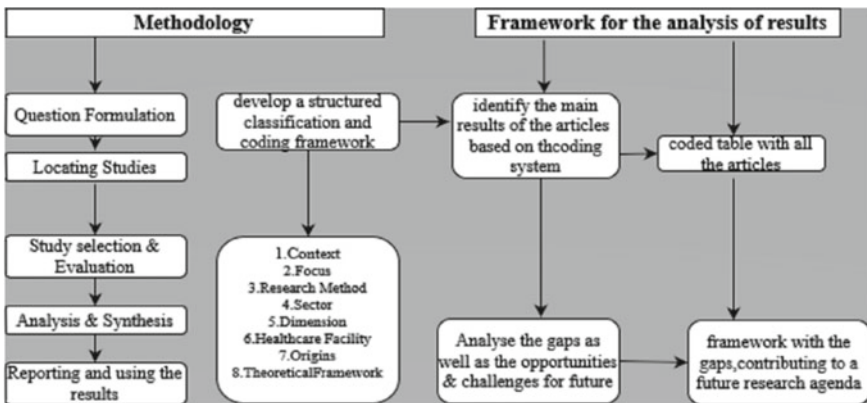 Methodology
Framework for the analysis of results
Question Formulation
Locating Studies
Study selection &
Evaluation
Analysis & Synthesis
Reporting and using the
results
develop a structured
classification and
coding framework
1.Context
2.Focus
3.Research Method
4.Sector
5.Dimension
6.Healthcare Facility
7.Origins
8.TheoreticalFramework
identify the main
results of the articles
based on thcoding
system
coded table with all
the articles
Analyse the gaps as
well as the opportunities
& challenges for future
framework with the
gaps,contributing to a
future research agenda